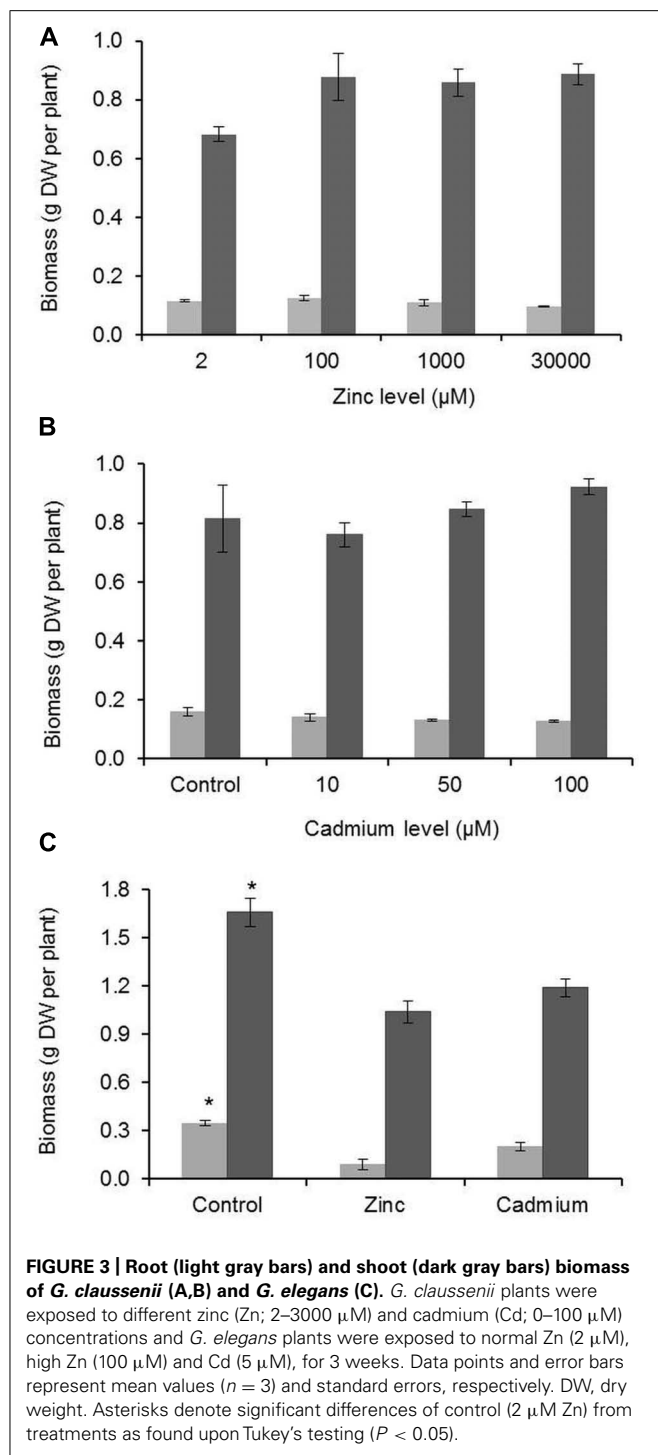 A
Biomass (g DW per plant)
1.0
0.8
0.6
0.4
0.2
0.0
2 100 1000 30000
Zinc level (µM)
B
Biomass (g DW per plant)
1.0
0.8
0.6
0.4
0.2
0.0
Control 10 50 100
Cadmium level (µM)
C
Biomass (g DW per plant)
1.8
1.5
1.2
0.9
0.6
0.3
0.0
*
*
Control Zinc Cadmium
FIGURE 3 | Root (light gray bars) and shoot (dark gray bars) biomass
of G. claussenii (A,B) and G. elegans (C). G. claussenii plants were
exposed to different zinc (Zn; 2–3000 µM) and cadmium (Cd; 0–100 µM)
concentrations and G. elegans plants were exposed to normal Zn (2 µM),
high Zn (100 µM) and Cd (5 µM), for 3 weeks. Data points and error bars
represent mean values (n = 3) and standard errors, respectively. DW, dry
weight. Asterisks denote significant differences of control (2 µM Zn) from
treatments as found upon Tukey's testing (P < 0.05).